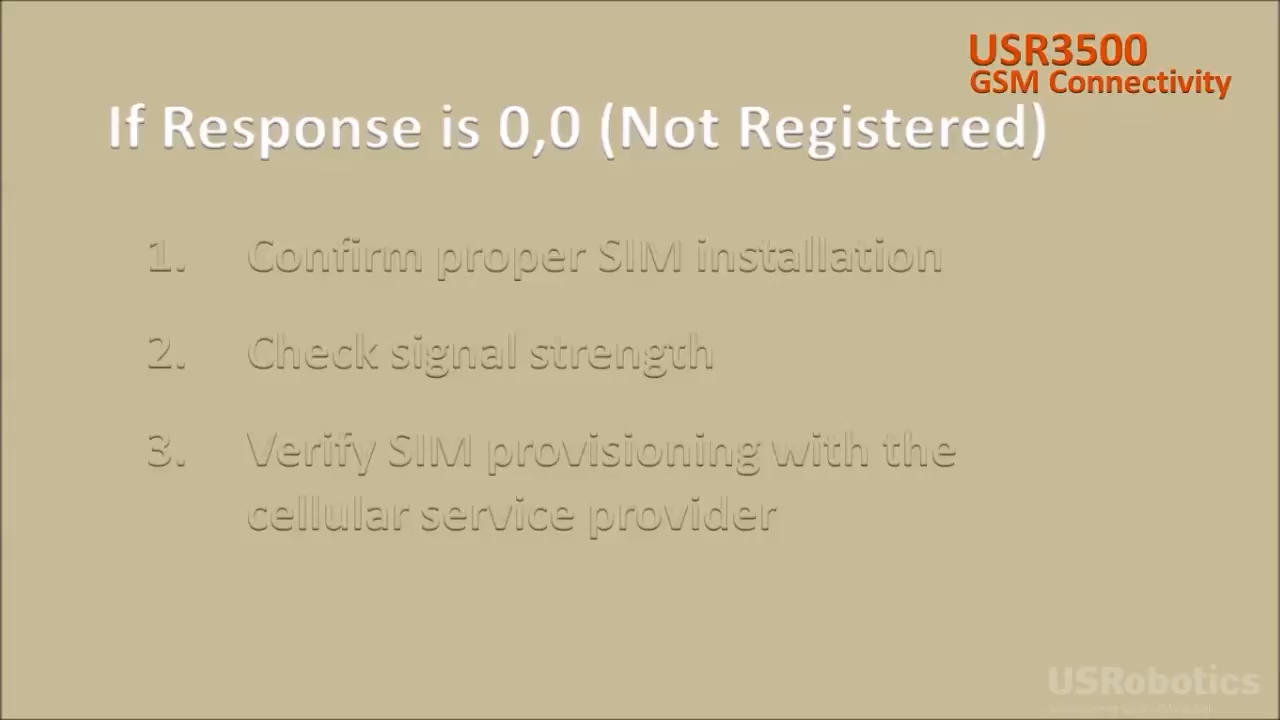 USR3500
GSM Connectivity
If Response is 0,0 (Not Registered)
1. Confirm proper SIM installation
2. Check signal strength
3. Verify SIM provisioning with the
cellular service provider
USRobotics